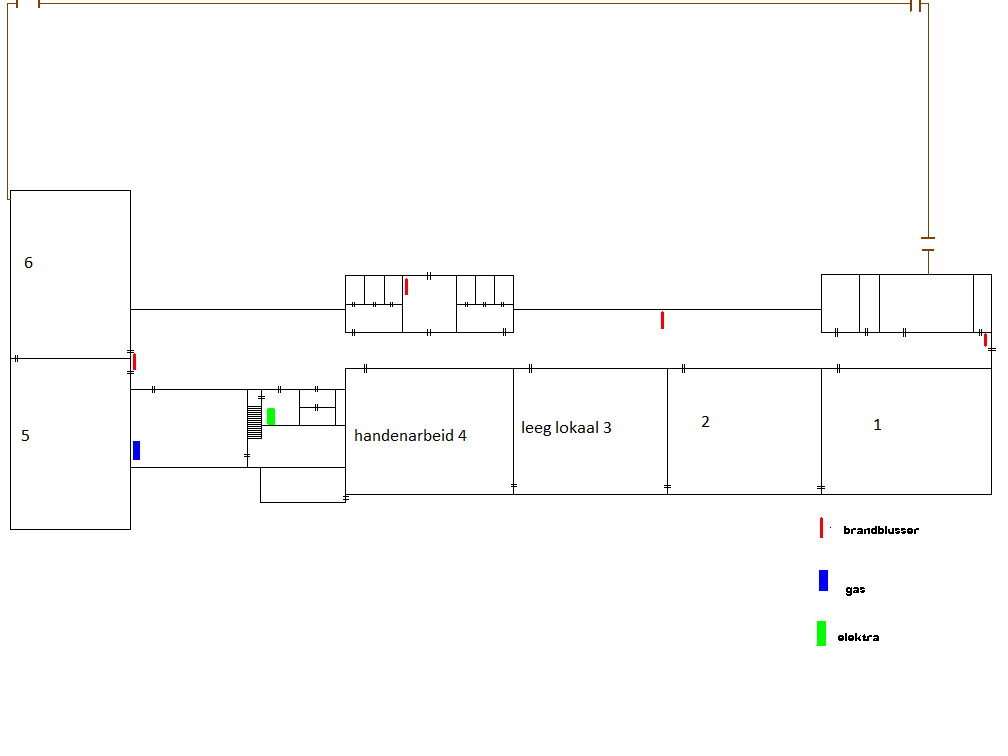 6
5
handenarbeid 4
leeg lokaal 3
2
1
brandblusser
gas
elektra